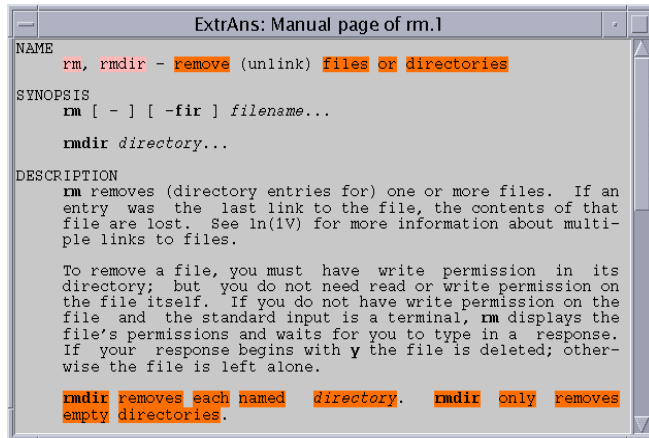 ExtrAns: Manual page of rm.1
NAME
rm, rmdir - remove (unlink) files or directories
SYNOPSIS
rm [ - ] [ -fir ] filename...
rmdir directory...
DESCRIPTION
rm removes (directory entries for) one or more files. If an
entry was the last link to the file, the contents of that
file are lost. See ln(1V) for more information about multi-
ple links to files.
To remove a file, you must have write permission in its
directory; but you do not need read or write permission on
the file itself. If you do not have write permission on the
file and the standard input is a terminal, rm displays the
file's permissions and waits for you to type in a response.
If your response begins with y the file is deleted; other-
wise the file is left alone.
rmdir removes each named directory. rmdir only removes
empty directories.